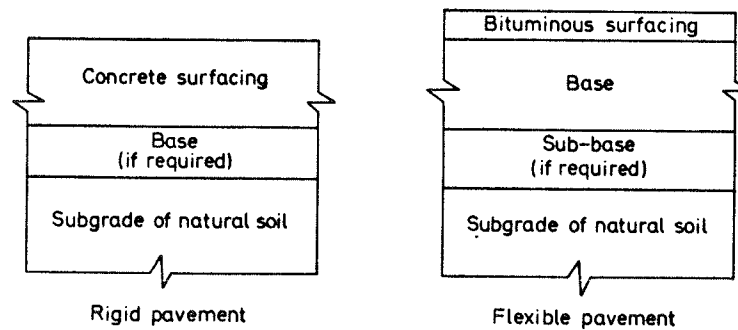 Concrete surfacing
Base
(if required)
Subgrade of natural soil
Rigid pavement
Bituminous surfacing
Base
Sub-base
(if required)
Subgrade of natural soil
Flexible pavement